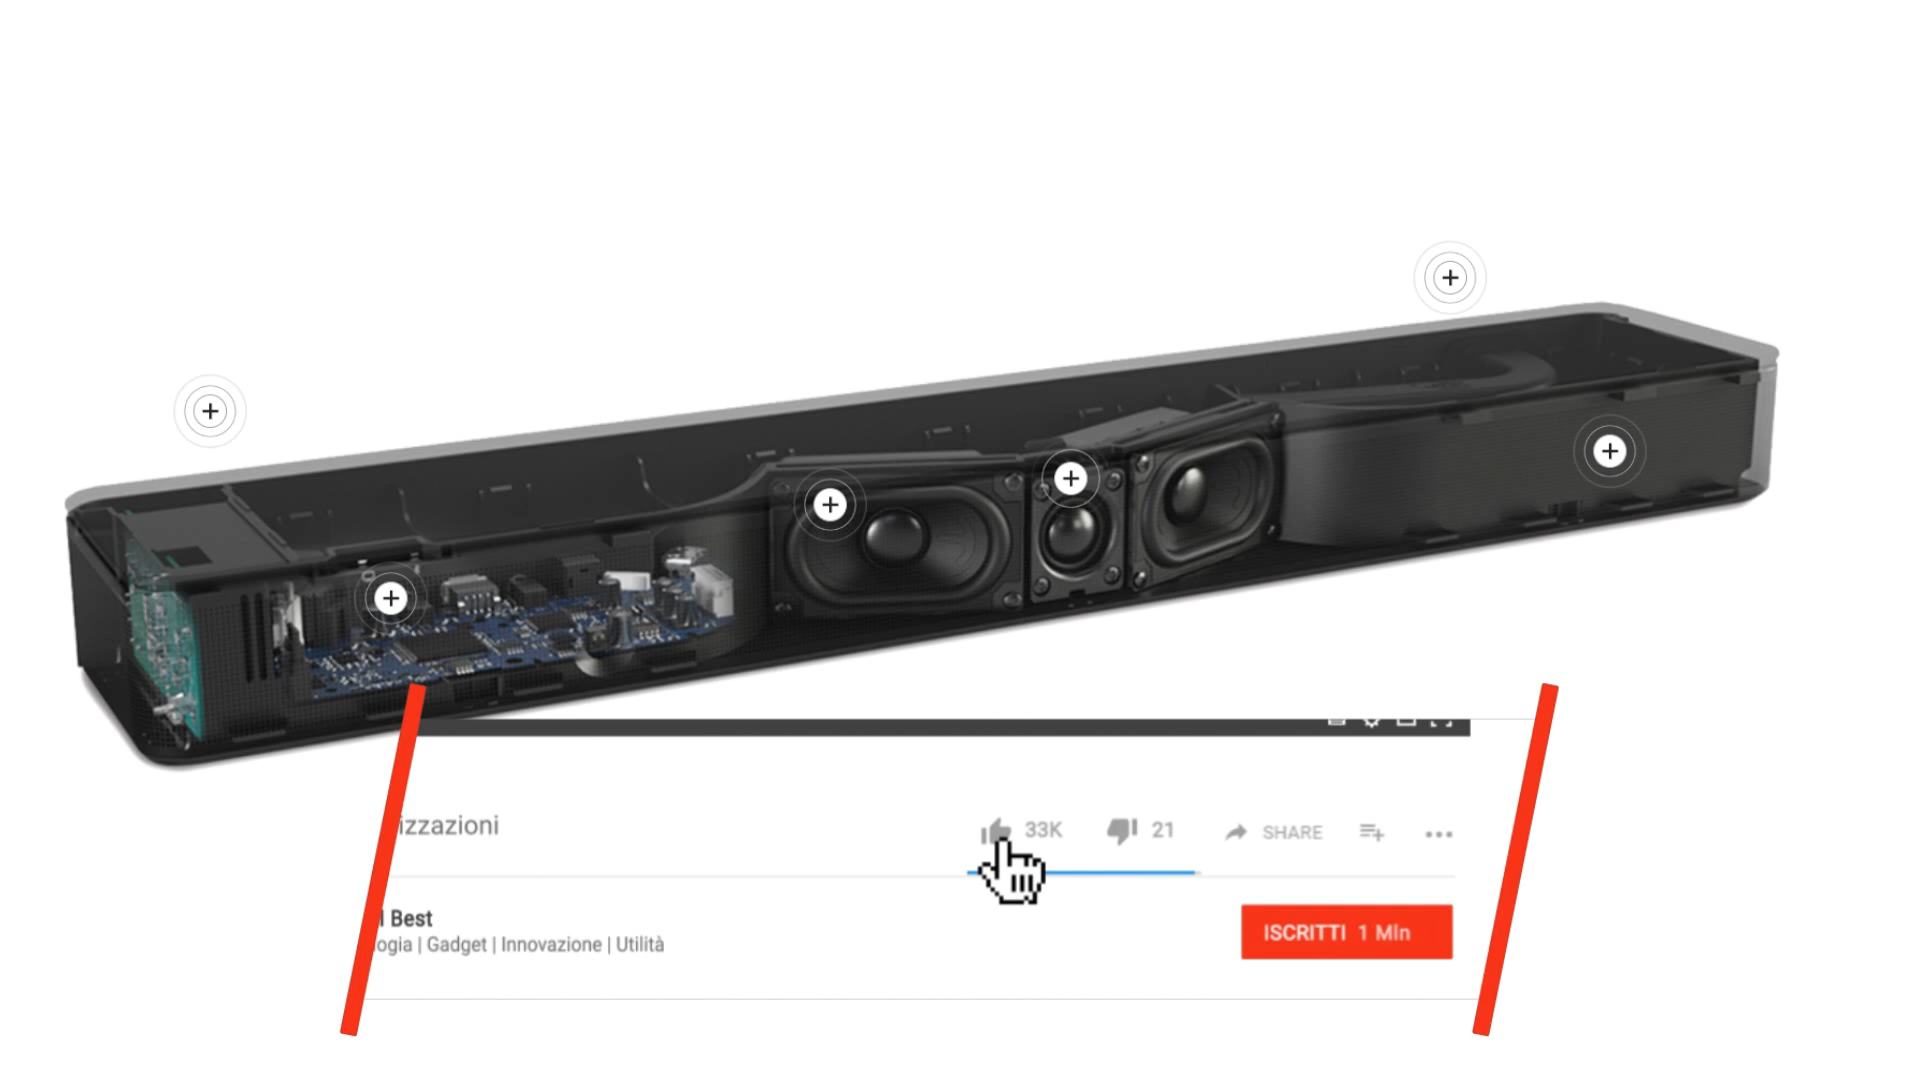 izzazioni
33K
21
SHARE
Best
ogia | Gadget | Innovazione | Utilità
ISCRITTI 1 Mln